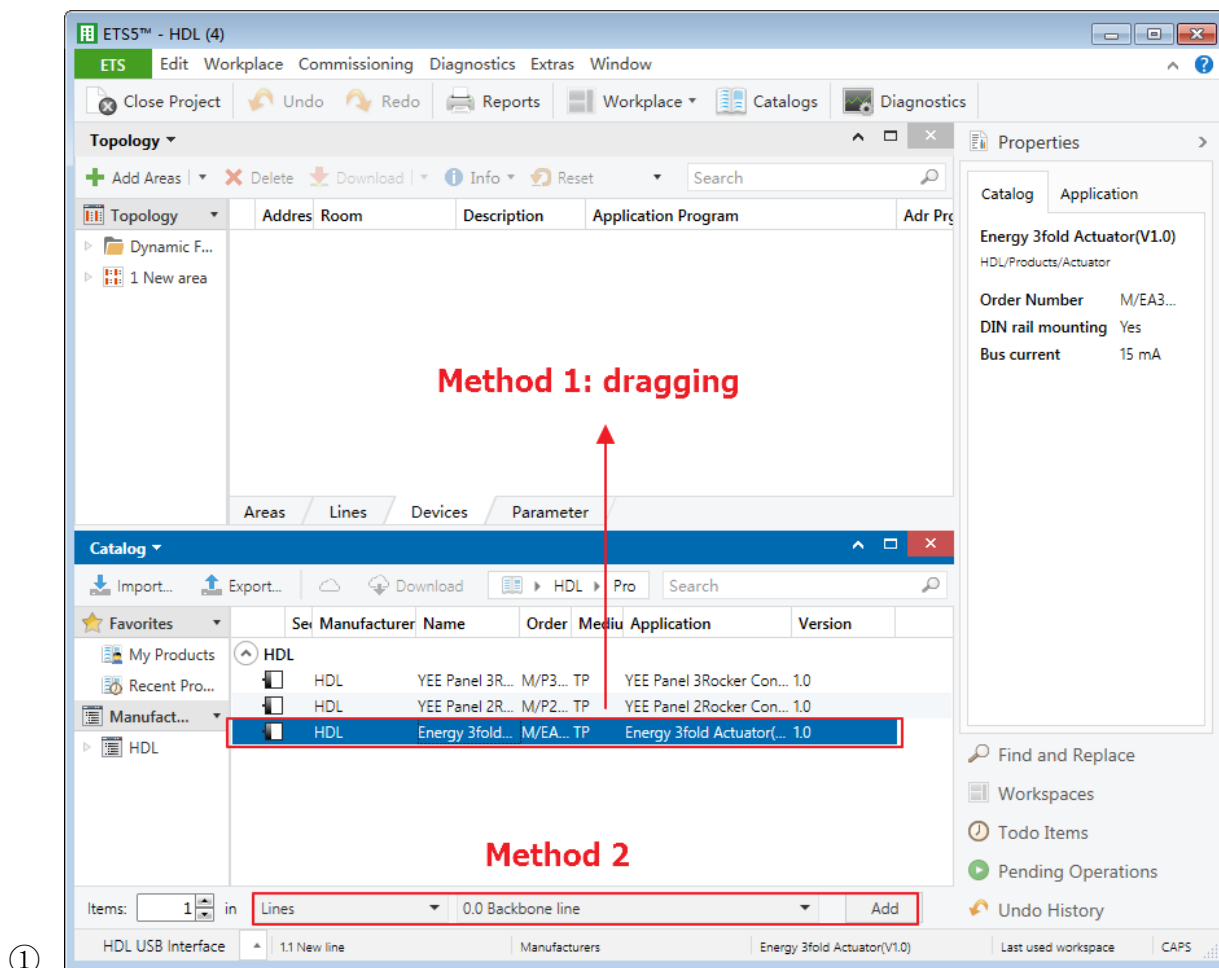 ETS5™ - HDL (4)
ETS Edit Workplace Commissioning Diagnostics Extras Window
Close Project Undo Redo Reports Workplace Catalogs Diagnostics
Topology
Add Areas Delete Download Info Reset Search
Topology Addres Room Description Application Program Adr Prg
Dynamic F...
1 New area
Method 1: dragging
Areas Lines Devices Parameter
Catalog
Import... Export... Download HDL Pro Search
Favorites Sec Manufacturer Name Order Mediu Application Version
My Products
Recent Pro...
Manufact...
HDL
HDL
HDL YEE Panel 3R... M/P3... TP YEE Panel 3Rocker Con... 1.0
HDL YEE Panel 2R... M/P2... TP YEE Panel 2Rocker Con... 1.0
HDL Energy 3fold... M/EA... TP Energy 3fold Actuator(... 1.0
Method 2
Items: 1 in Lines 0.0 Backbone line Add
Properties
Catalog Application
Energy 3fold Actuator(V1.0)
HDL/Products/Actuator
Order Number M/EA3...
DIN rail mounting Yes
Bus current 15 mA
Find and Replace
Workspaces
Todo Items
Pending Operations
Undo History
HDL USB Interface 1.1 New line Manufacturers Energy 3fold Actuator(V1.0) Last used workspace CAPS
①